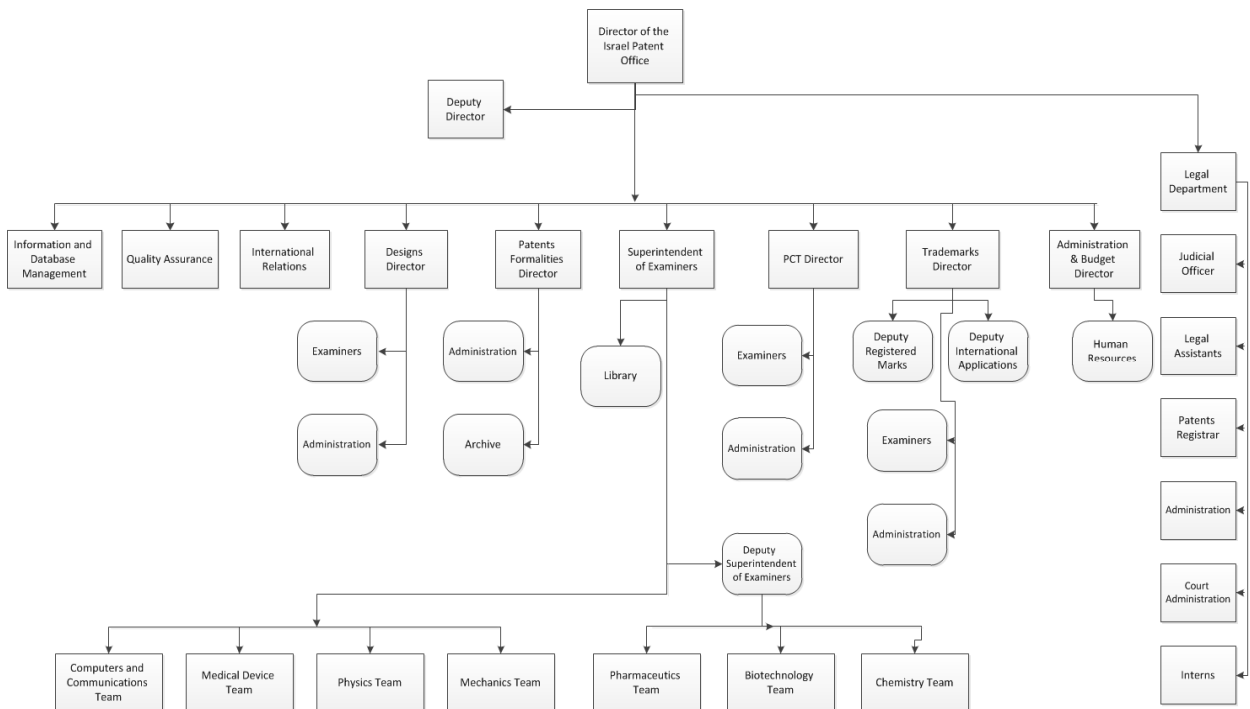 Director of the
Israel Patent
Office
Deputy
Director
Legal
Department
Information and
Database
Management
Quality Assurance
International
Relations
Designs
Director
Patents
Formalities
Director
Superintendent
of Examiners
PCT Director
Trademarks
Director
Administration
& Budget
Director
Judicial
Officer
Examiners
Administration
Library
Examiners
Deputy
Registered
Marks
Deputy
International
Applications
Human
Resources
Legal
Assistants
Administration
Archive
Administration
Examiners
Patents
Registrar
Administration
Administration
Deputy
Superintendent
of Examiners
Court
Administration
Computers and
Communications
Team
Medical Device
Team
Physics Team
Mechanics Team
Pharmaceutics
Team
Biotechnology
Team
Chemistry Team
Interns